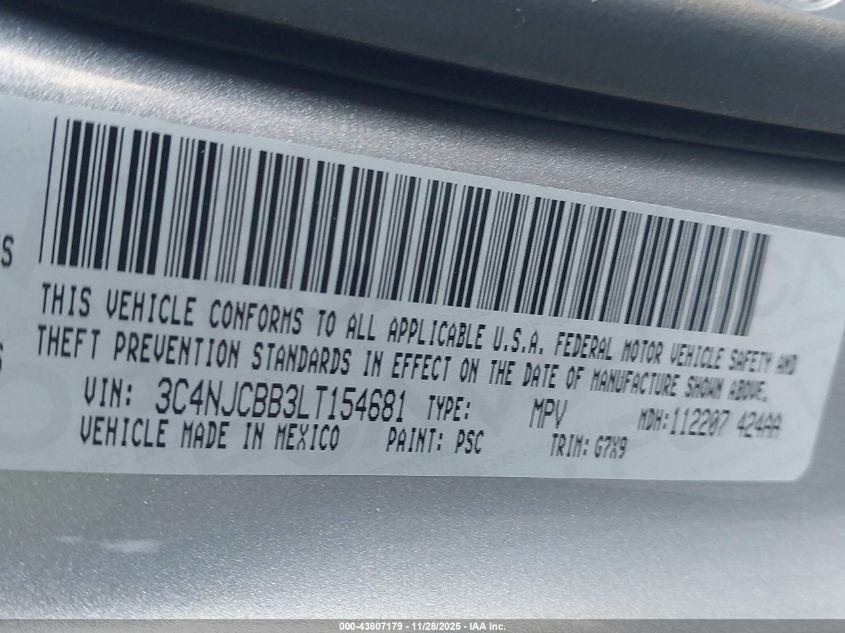 THIS VEHICLE CONFORMS TO ALL APPLICABLE U.S.A. FEDERAL MOTOR VEHICLE SAFETY AND
THEFT PREVENTION STANDARDS IN EFFECT ON THE DATE OF MANUFACTURE SHOWN ABOVE.
VIN: 3C4NJCBB3LT154681 TYPE: MPV MDH:112207 424AA
VEHICLE MADE IN MEXICO PAINT: PSC TRIM: G7X9
000-43807179 - 11/28/2025 - IAA Inc.